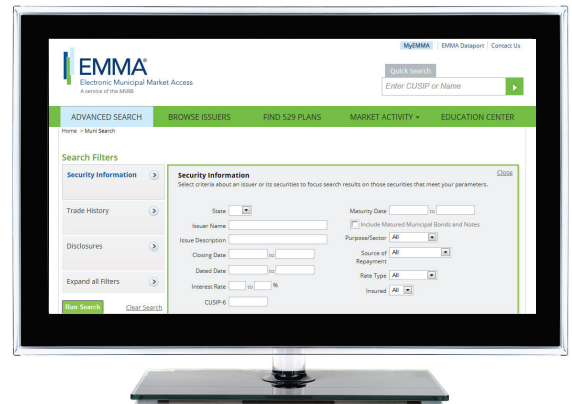 MyEMMA | EMMA Dataport | Contact Us
EMMA®
Electronic Municipal Market Access
A service of the MSRB
Quick Search
Enter CUSIP or Name
ADVANCED SEARCH BROWSE ISSUERS FIND 529 PLANS MARKET ACTIVITY EDUCATION CENTER
Home > Muni Search
Search Filters
Security Information
Trade History
Disclosures
Expand all Filters
Run Search Clear Search
Security Information Close
Select criteria about an issuer or its securities to focus search results on those securities that meet your parameters.
State
Issuer Name
Issue Description
Closing Date to
Dated Date to
Interest Rate to %
CUSIP-6
Maturity Date to
Include Matured Municipal Bonds and Notes
Purpose/Sector All
Source of Repayment All
Rate Type All
Insured All